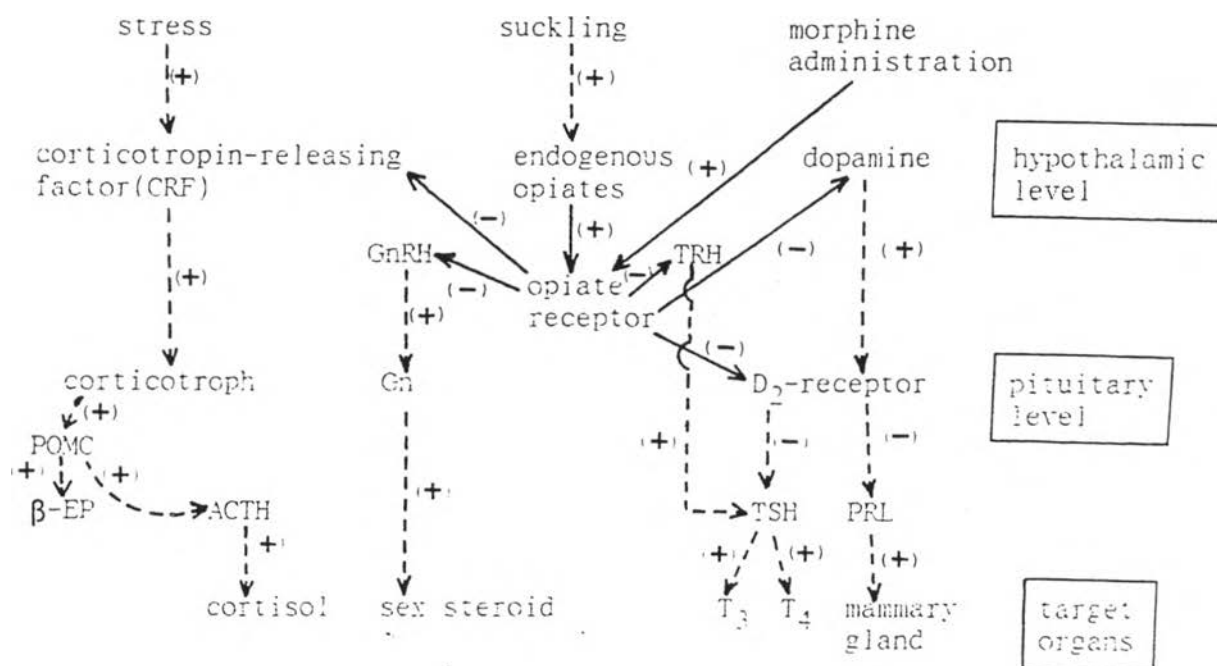 stress
suckling
morphine
administration
(+)
(+)
corticotropin-releasing
factor(CRF)
endogenous
opiates
(+)
dopamine
hypothalamic
level
(-)
(+)
(+)
GnRH
(-)
(-)
TRH
(-)
(+)
opiate
receptor
(+)
(-)
corticotroph
Gn
D2-receptor
pituitary
level
(+)
POMC
(+)
(-)
(-)
(+)
(+)
(+)
β-EP
ACTH
TSH
PRL
(+)
(+)
(+)
(+)
cortisol
sex steroid
T3
T4
mammary
gland
target
organs